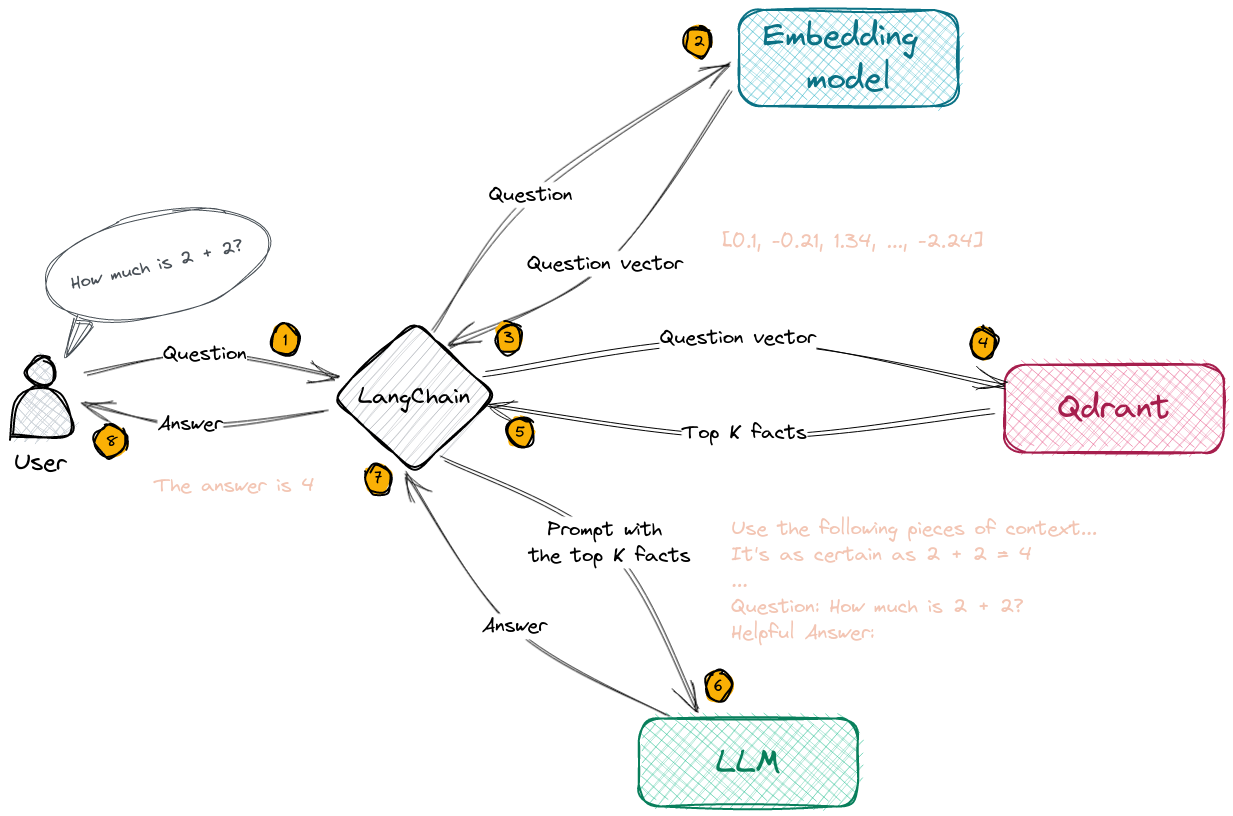 Embedding
model
2
Question
[0.1, -0.21, 1.34, ..., -2.24]
Question vector
How much is 2 + 2?
1
Question
3
Question vector
4
LangChain
Qdrant
Answer
8
5
Top K facts
User
7
The answer is 4
Prompt with
the top K facts
Use the following pieces of context...
It's as certain as 2 + 2 = 4
...
Question: How much is 2 + 2?
Helpful Answer:
Answer
6
LLM